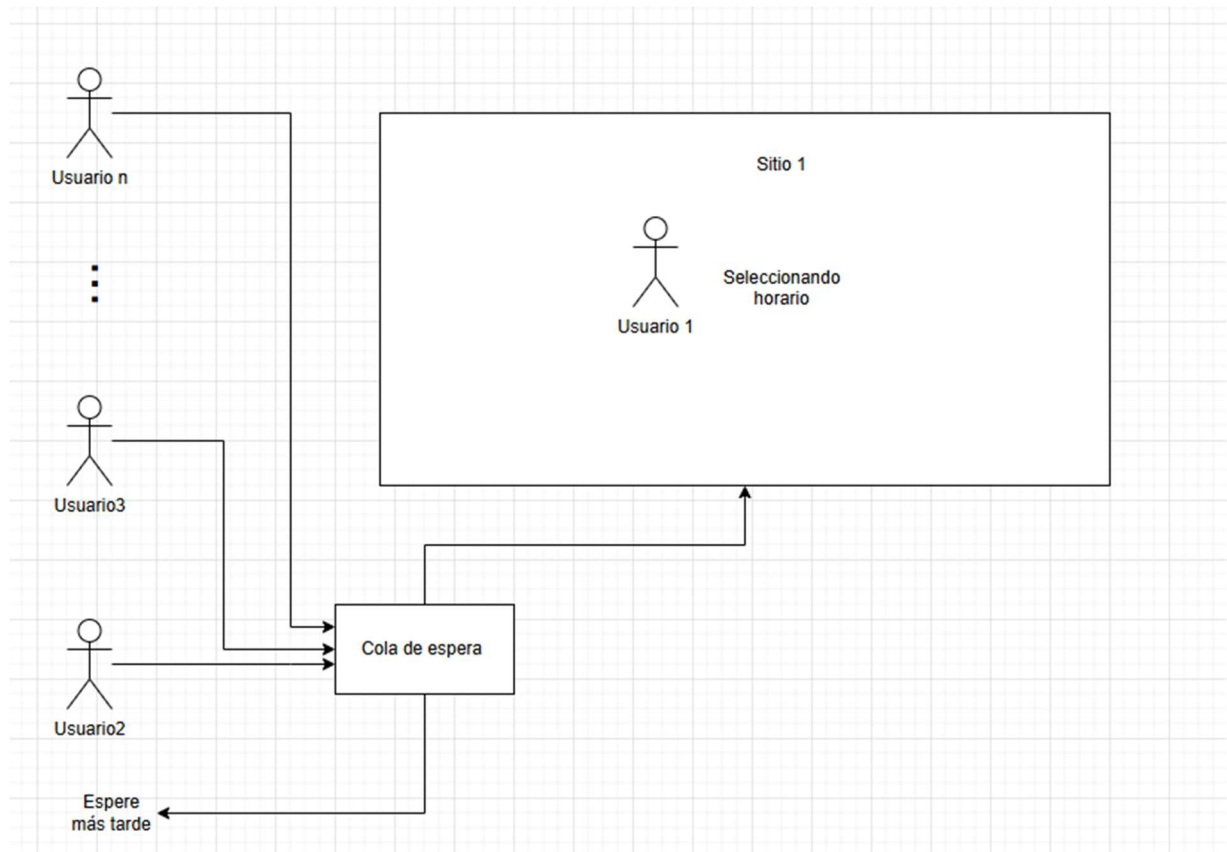 Usuario n
Sitio 1
Seleccionando
horario
Usuario 1
Usuario3
Cola de espera
Usuario2
Espere
más tarde